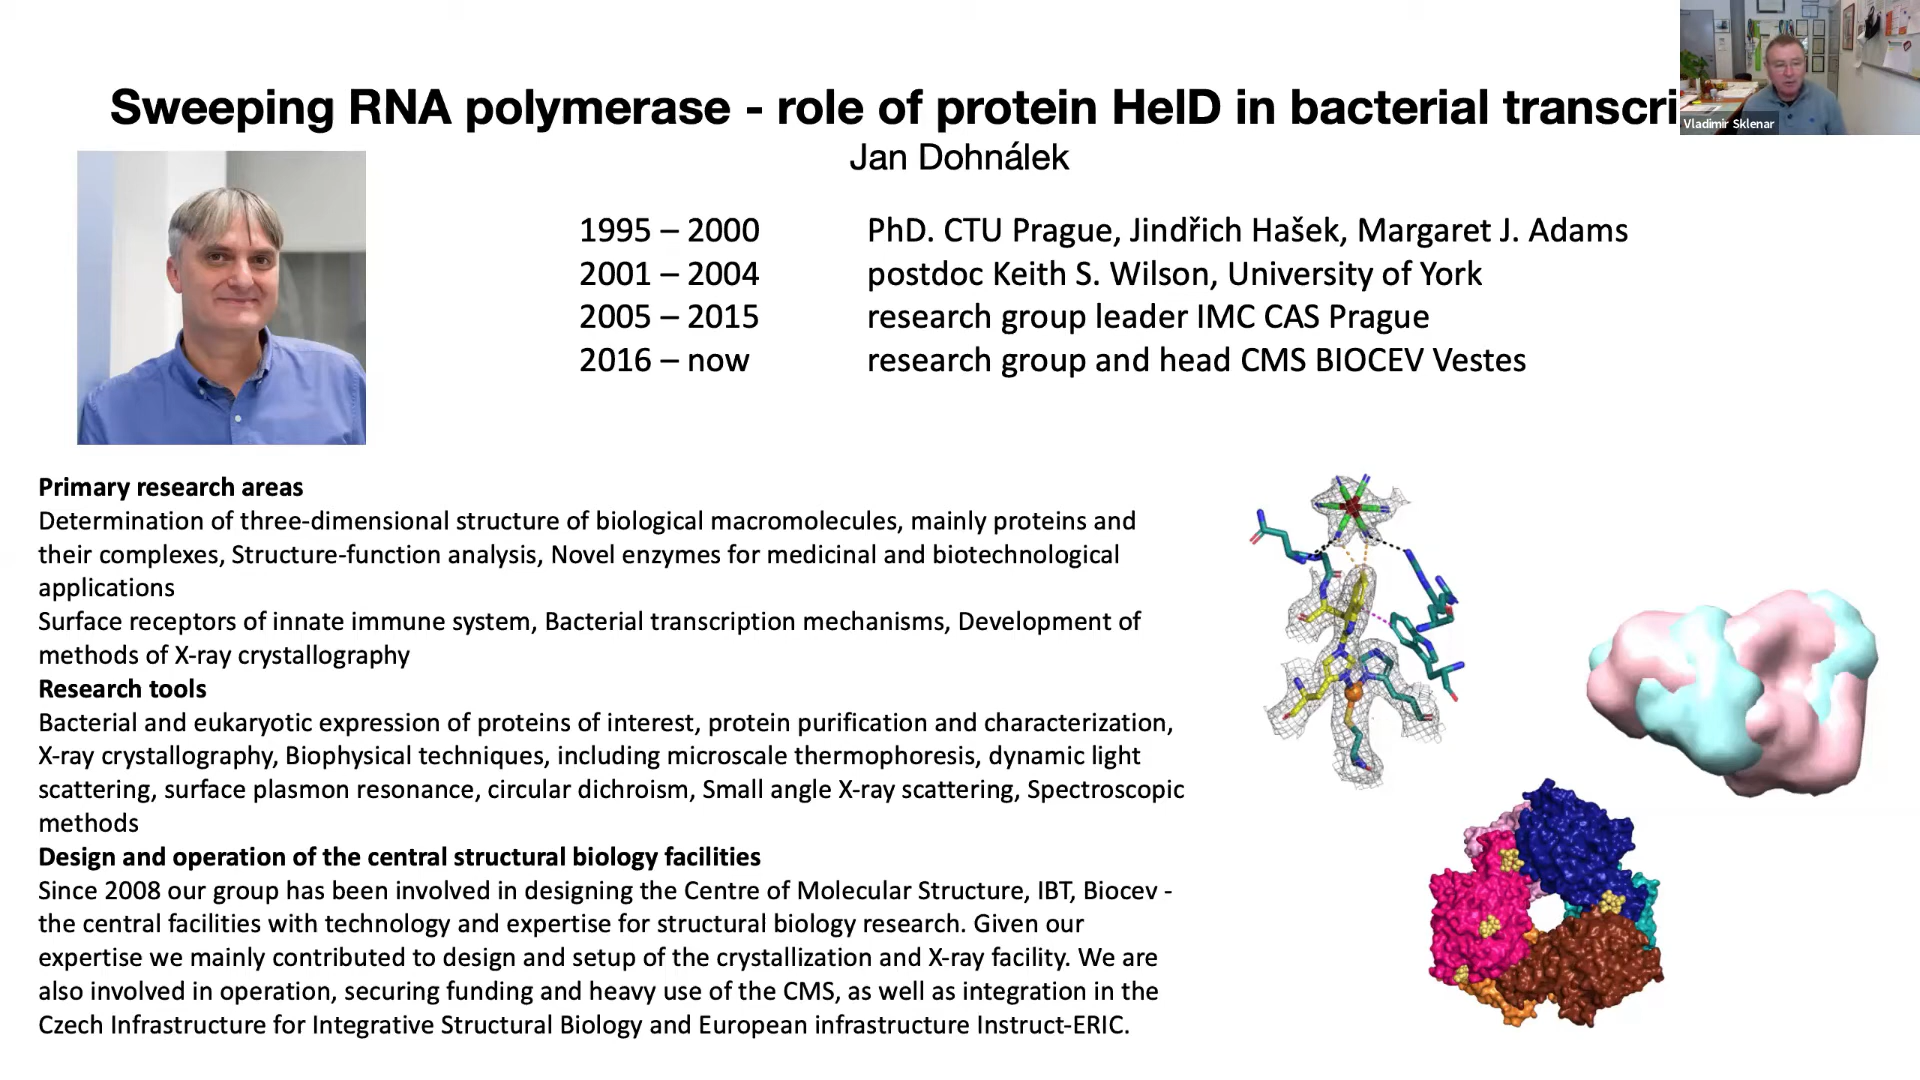 Sweeping RNA polymerase - role of protein HelD in bacterial transcri
Vladimir Sklenar
Jan Dohnálek
1995 – 2000 PhD. CTU Prague, Jindřich Hašek, Margaret J. Adams
2001 – 2004 postdoc Keith S. Wilson, University of York
2005 – 2015 research group leader IMC CAS Prague
2016 – now research group and head CMS BIOCEV Vestes
Primary research areas
Determination of three-dimensional structure of biological macromolecules, mainly proteins and
their complexes, Structure-function analysis, Novel enzymes for medicinal and biotechnological
applications
Surface receptors of innate immune system, Bacterial transcription mechanisms, Development of
methods of X-ray crystallography
Research tools
Bacterial and eukaryotic expression of proteins of interest, protein purification and characterization,
X-ray crystallography, Biophysical techniques, including microscale thermophoresis, dynamic light
scattering, surface plasmon resonance, circular dichroism, Small angle X-ray scattering, Spectroscopic
methods
Design and operation of the central structural biology facilities
Since 2008 our group has been involved in designing the Centre of Molecular Structure, IBT, Biocev -
the central facilities with technology and expertise for structural biology research. Given our
expertise we mainly contributed to design and setup of the crystallization and X-ray facility. We are
also involved in operation, securing funding and heavy use of the CMS, as well as integration in the
Czech Infrastructure for Integrative Structural Biology and European infrastructure Instruct-ERIC.